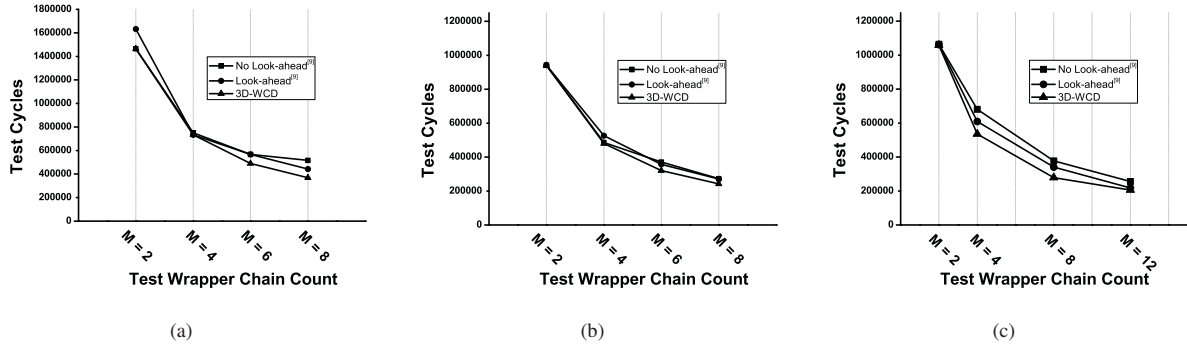 1800000
1600000
1400000
1200000
1000000
800000
600000
400000
200000
0
Test Cycles
No Look-ahead[9]
Look-ahead[9]
3D-WCD
M = 2
M = 4
M = 6
M = 8
Test Wrapper Chain Count
(a)
1200000
1000000
800000
600000
400000
200000
0
Test Cycles
No Look-ahead[9]
Look-ahead[9]
3D-WCD
M = 2
M = 4
M = 6
M = 8
Test Wrapper Chain Count
(b)
1200000
1000000
800000
600000
400000
200000
0
Test Cycles
No Look-ahead[9]
Look-ahead[9]
3D-WCD
M = 2
M = 4
M = 8
M = 12
Test Wrapper Chain Count
(c)